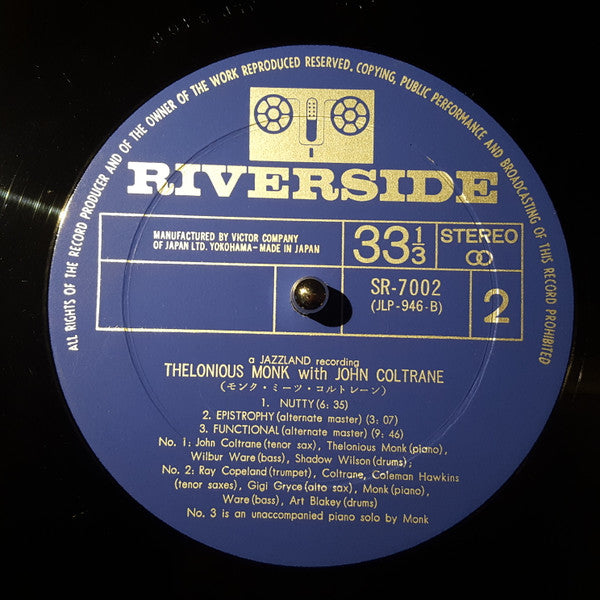 ALL RIGHTS OF THE RECORD PRODUCER AND OF THE OWNER OF THE WORK REPRODUCED RESERVED. COPYING, PUBLIC PERFORMANCE AND BROADCASTING OF THIS RECORD PROHIBITED
RIVERSIDE
MANUFACTURED BY VICTOR COMPANY
OF JAPAN LTD. YOKOHAMA-MADE IN JAPAN
33 1/3
STEREO
SR-7002
(JLP-946-B)
2
a JAZZLAND recording
THELONIOUS MONK with JOHN COLTRANE
(モンク・ミーツ・コルトレーン)
1. NUTTY(6: 35)
2. EPISTROPHY(alternate master) (3: 07)
3. FUNCTIONAL(alternate master) (9: 46)
No. 1: John Coltrane(tenor sax), Thelonious Monk(piano),
Wilbur Ware(bass), Shadow Wilson(drums;
No. 2: Ray Copeland(trumpet), Coltrane, Coleman Hawkins
(tenor saxes), Gigi Gryce(alto sax), Monk(piano),
Ware(bass), Art Blakey(drums)
No. 3 is an unaccompanied piano solo by Monk